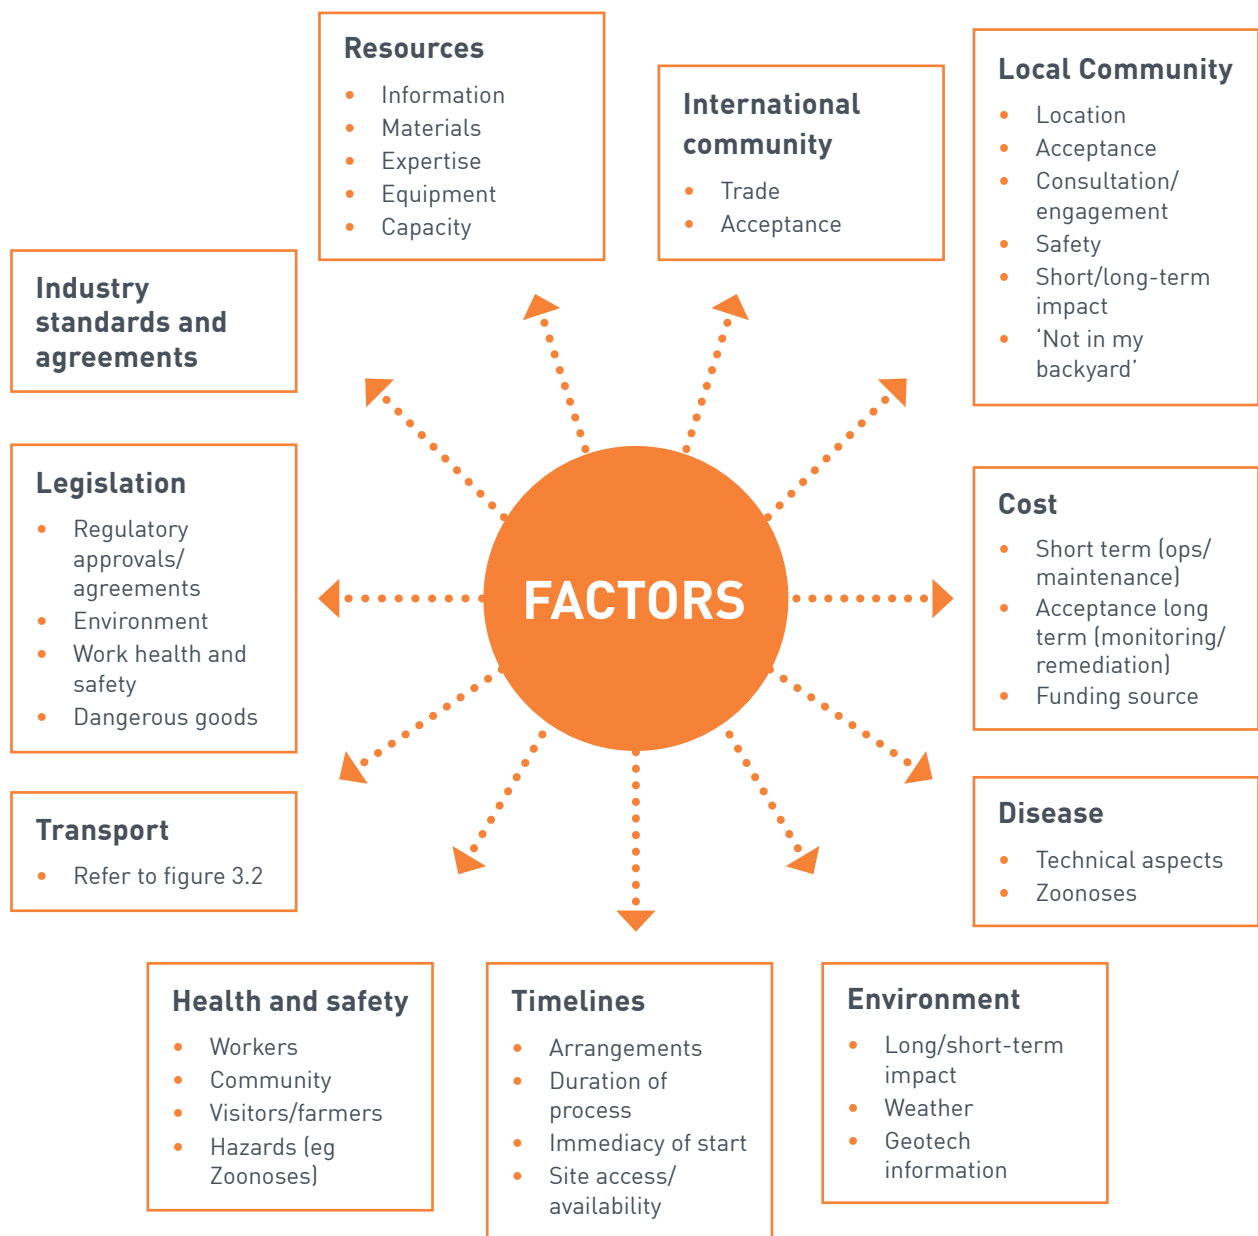 Resources
• Information
• Materials
• Expertise
• Equipment
• Capacity
International
community
• Trade
• Acceptance
Local Community
• Location
• Acceptance
• Consultation/
engagement
• Safety
• Short/long-term
impact
• ‘Not in my
backyard’
Industry
standards and
agreements
Legislation
• Regulatory
approvals/
agreements
• Environment
• Work health and
safety
• Dangerous goods
FACTORS
Cost
• Short term (ops/
maintenance)
• Acceptance long
term (monitoring/
remediation)
• Funding source
Transport
• Refer to figure 3.2
Disease
• Technical aspects
• Zoonoses
Health and safety
• Workers
• Community
• Visitors/farmers
• Hazards (eg
Zoonoses)
Timelines
• Arrangements
• Duration of
process
• Immediacy of start
• Site access/
availability
Environment
• Long/short-term
impact
• Weather
• Geotech
information